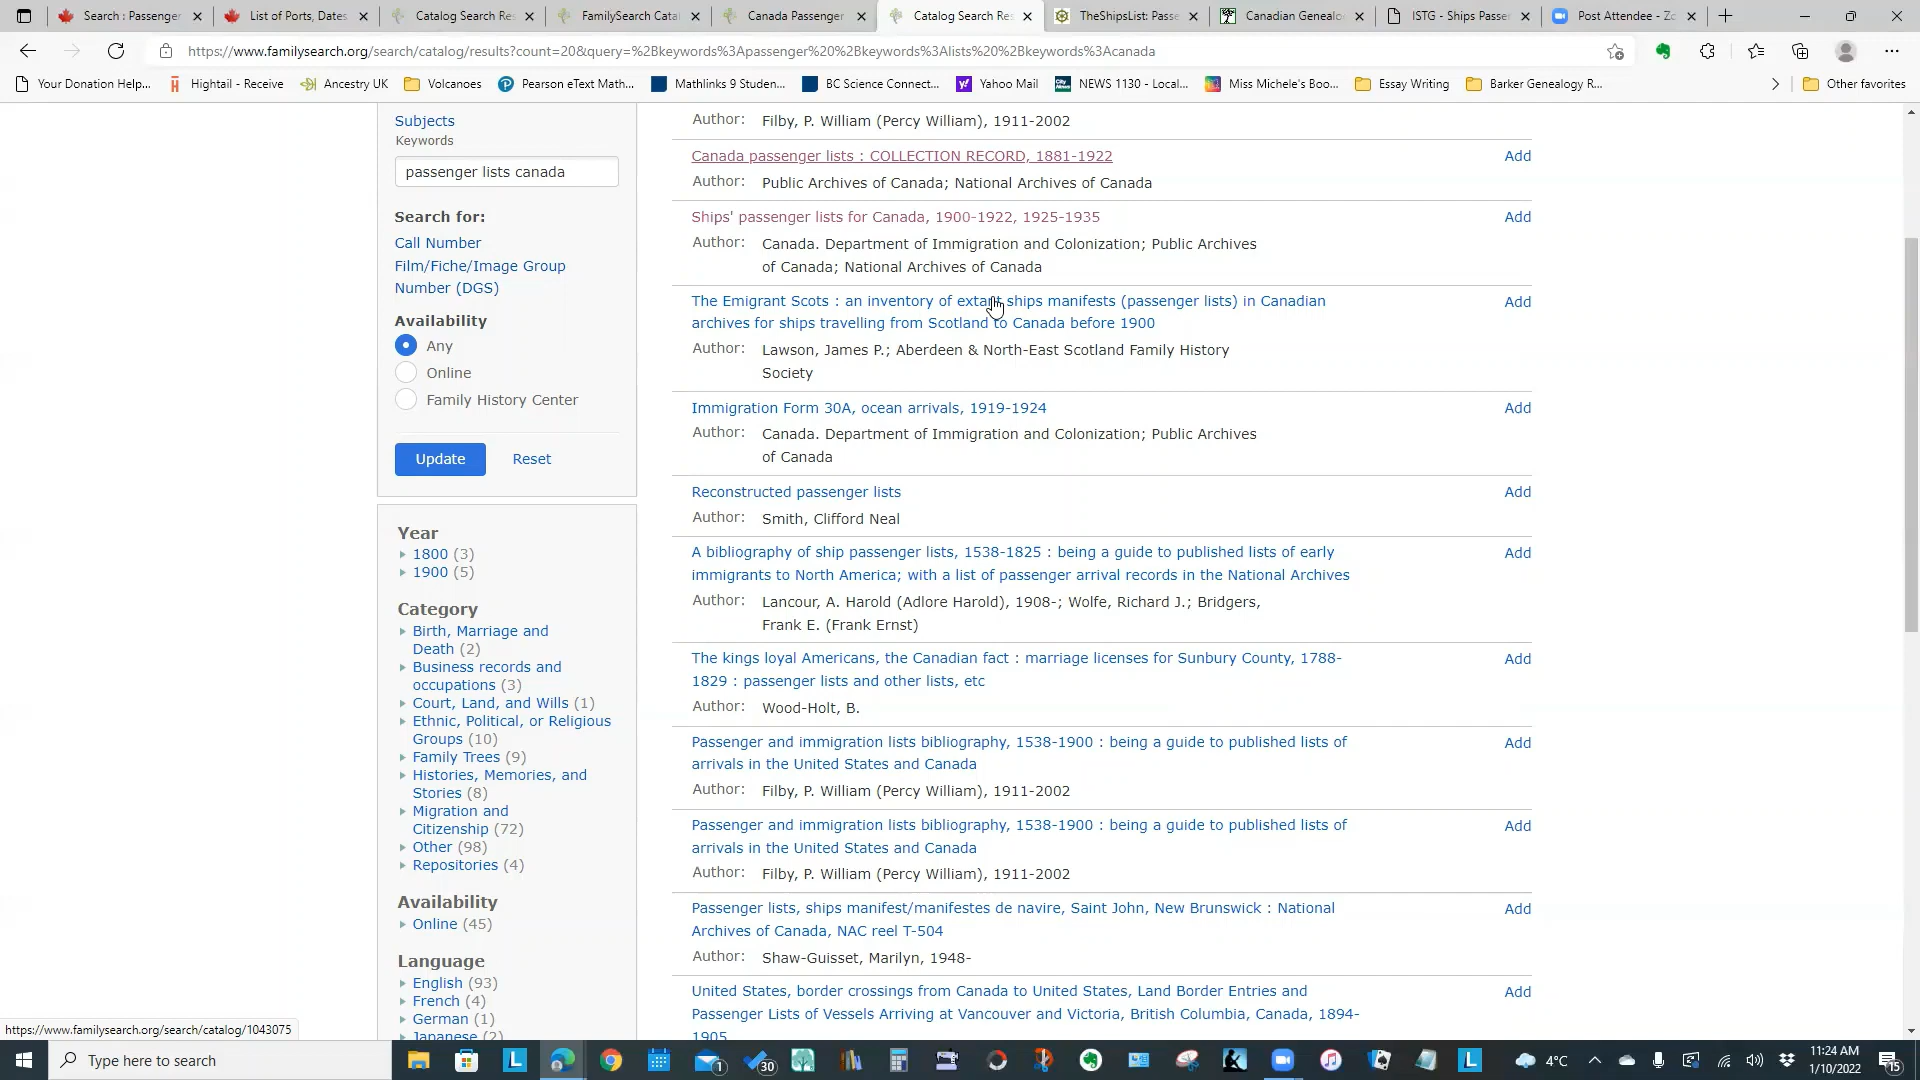 Search : Passenger
List of Ports, Dates
Catalog Search Res
FamilySearch Cata
Canada Passenger
Catalog Search Res
TheShipsList: Passe
Canadian Genealo
ISTG - Ships Passe
Post Attendee - Zo
https://www.familysearch.org/search/catalog/results?count=20&query=%2Bkeywords%3Apassenger%20%2Bkeywords%3Alists%20%2Bkeywords%3Acanada
Your Donation Help...
Hightail - Receive
Ancestry UK
Volcanoes
Pearson eText Math...
Mathlinks 9 Studen...
BC Science Connect...
Yahoo Mail
NEWS 1130 - Local...
Miss Michele's Boo...
Essay Writing
Barker Genealogy R...
Other favorites
Subjects
Keywords
passenger lists canada
Search for:
Call Number
Film/Fiche/Image Group
Number (DGS)
Availability
Any
Online
Family History Center
Update Reset
Year
1800 (3)
1900 (5)
Category
Birth, Marriage and
Death (2)
Business records and
occupations (3)
Court, Land, and Wills (1)
Ethnic, Political, or Religious
Groups (10)
Family Trees (9)
Histories, Memories, and
Stories (8)
Migration and
Citizenship (72)
Other (98)
Repositories (4)
Availability
Online (45)
Language
English (93)
French (4)
German (1)
Japanese (2)
Author: Filby, P. William (Percy William), 1911-2002
Canada passenger lists : COLLECTION RECORD, 1881-1922 Add
Author: Public Archives of Canada; National Archives of Canada
Ships' passenger lists for Canada, 1900-1922, 1925-1935 Add
Author: Canada. Department of Immigration and Colonization; Public Archives
of Canada; National Archives of Canada
The Emigrant Scots : an inventory of extant ships manifests (passenger lists) in Canadian Add
archives for ships travelling from Scotland to Canada before 1900
Author: Lawson, James P.; Aberdeen & North-East Scotland Family History
Society
Immigration Form 30A, ocean arrivals, 1919-1924 Add
Author: Canada. Department of Immigration and Colonization; Public Archives
of Canada
Reconstructed passenger lists Add
Author: Smith, Clifford Neal
A bibliography of ship passenger lists, 1538-1825 : being a guide to published lists of early Add
immigrants to North America; with a list of passenger arrival records in the National Archives
Author: Lancour, A. Harold (Adlore Harold), 1908-; Wolfe, Richard J.; Bridgers,
Frank E. (Frank Ernst)
The kings loyal Americans, the Canadian fact : marriage licenses for Sunbury County, 1788- Add
1829 : passenger lists and other lists, etc
Author: Wood-Holt, B.
Passenger and immigration lists bibliography, 1538-1900 : being a guide to published lists of Add
arrivals in the United States and Canada
Author: Filby, P. William (Percy William), 1911-2002
Passenger and immigration lists bibliography, 1538-1900 : being a guide to published lists of Add
arrivals in the United States and Canada
Author: Filby, P. William (Percy William), 1911-2002
Passenger lists, ships manifest/manifestes de navire, Saint John, New Brunswick : National Add
Archives of Canada, NAC reel T-504
Author: Shaw-Guisset, Marilyn, 1948-
United States, border crossings from Canada to United States, Land Border Entries and Add
Passenger Lists of Vessels Arriving at Vancouver and Victoria, British Columbia, Canada, 1894-
1905
https://www.familysearch.org/search/catalog/1043075
Type here to search
1
30
4°C
11:24 AM
1/10/2022
15